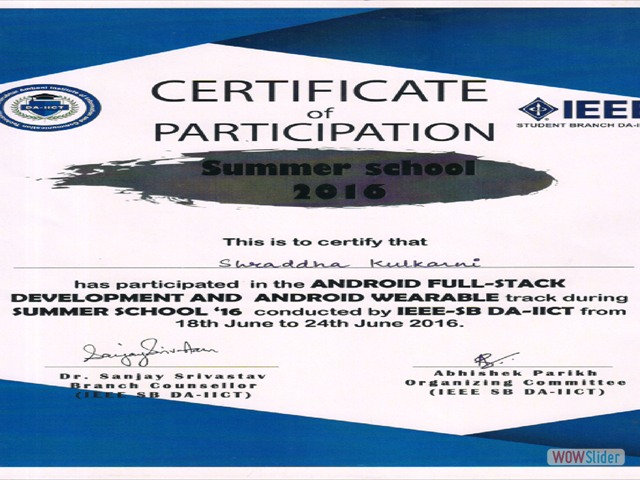 DA-IICT
CERTIFICATE
of
PARTICIPATION
IEEE
STUDENT BRANCH DA-I
Summer school
2016
This is to certify that
Shraddha Kulkarni
has participated in the ANDROID FULL-STACK
DEVELOPMENT AND ANDROID WEARABLE track during
SUMMER SCHOOL '16 conducted by IEEE-SB DA-IICT from
18th June to 24th June 2016.
SanjaySrivastav
Dr. Sanjay Srivastav
Branch Counsellor
(IEEE SB DA-IICT)
Abhishek Parikh
Organizing Committee
(IEEE SB DA-IICT)
WOWSlider